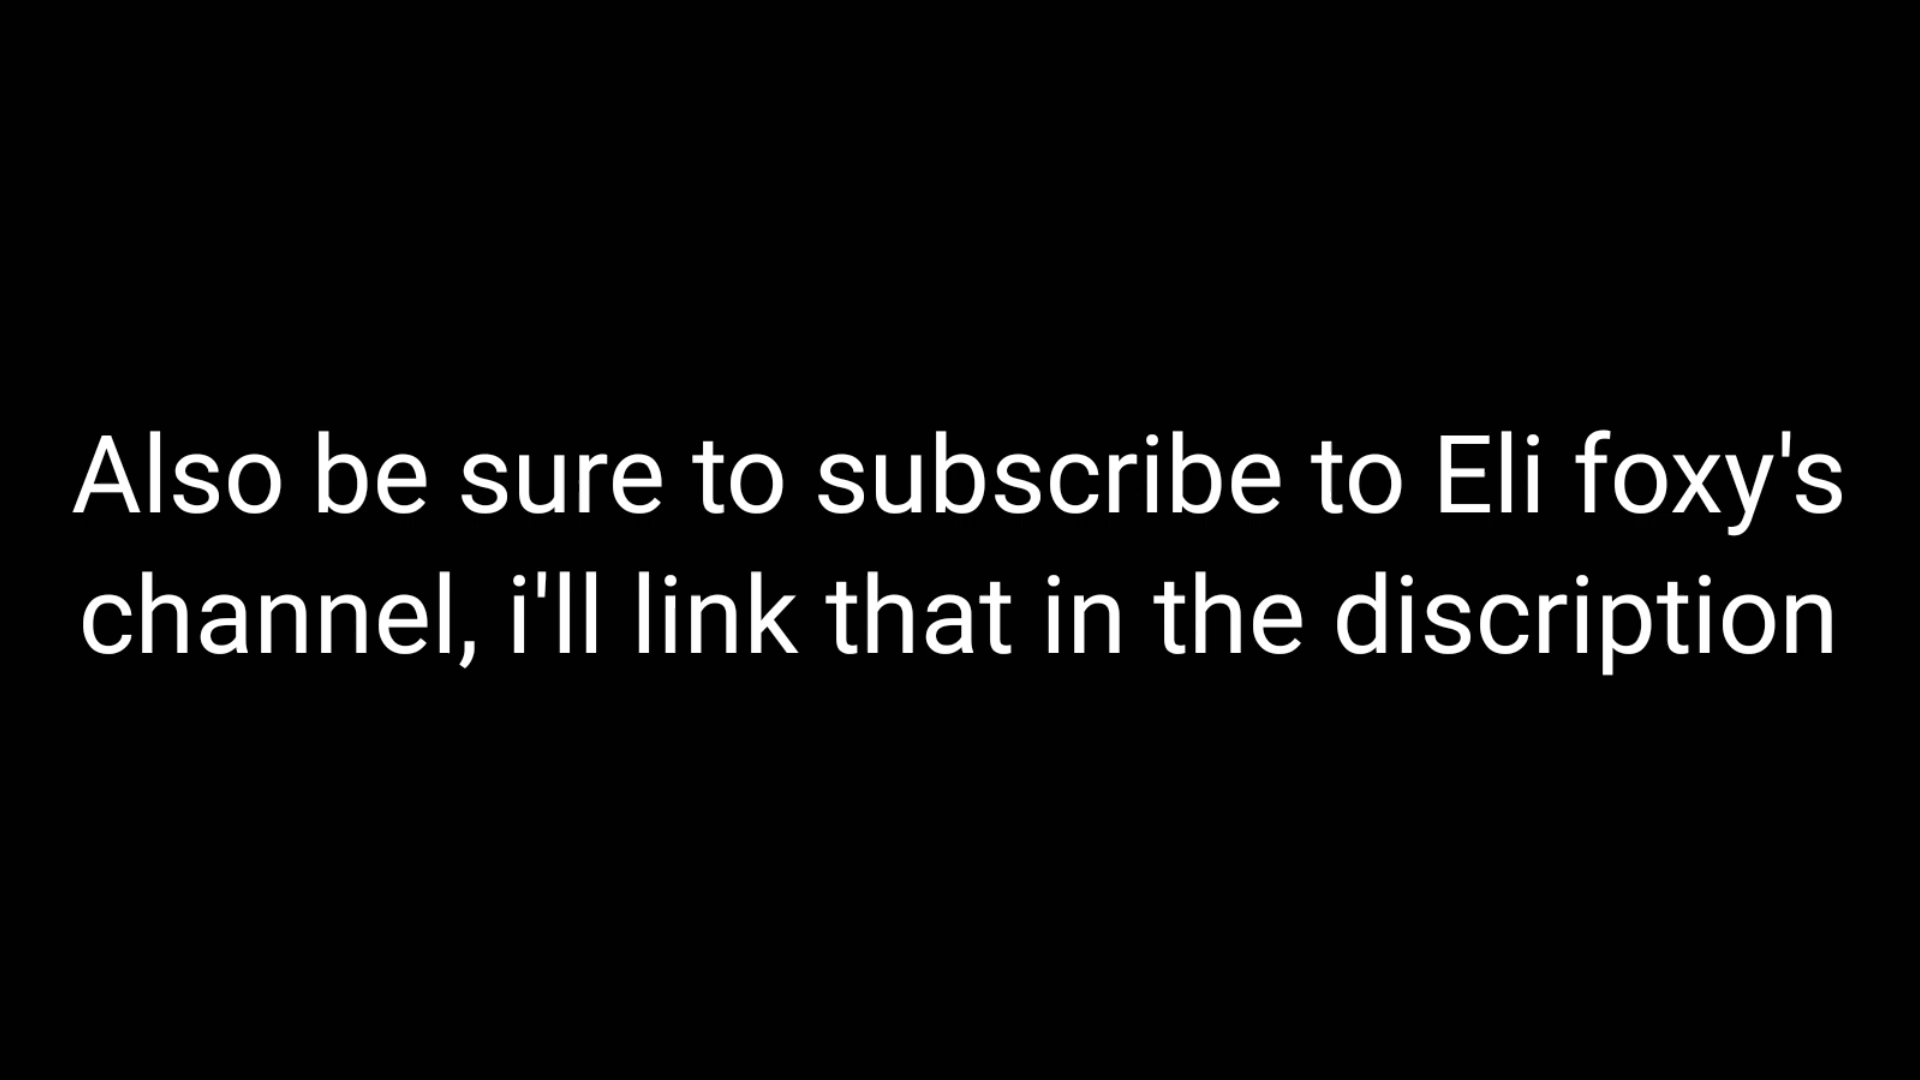 Also be sure to subscribe to Eli foxy's
channel, i'll link that in the discription